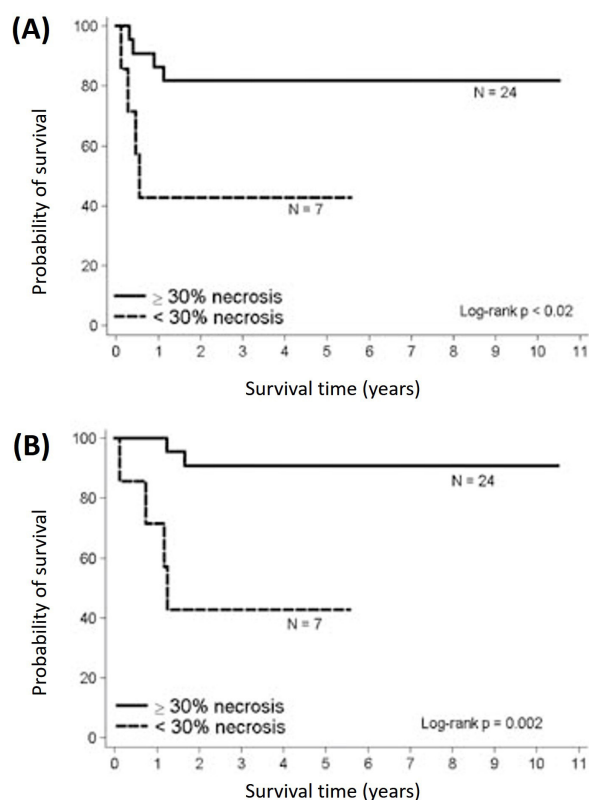 (A)
Probability of survival
100
80
60
40
20
0
N = 24
N = 7
≥ 30% necrosis
< 30% necrosis
Log-rank p < 0.02
0 1 2 3 4 5 6 7 8 9 10 11
Survival time (years)
(B)
Probability of survival
100
80
60
40
20
0
N = 24
N = 7
≥ 30% necrosis
< 30% necrosis
Log-rank p = 0.002
0 1 2 3 4 5 6 7 8 9 10 11
Survival time (years)